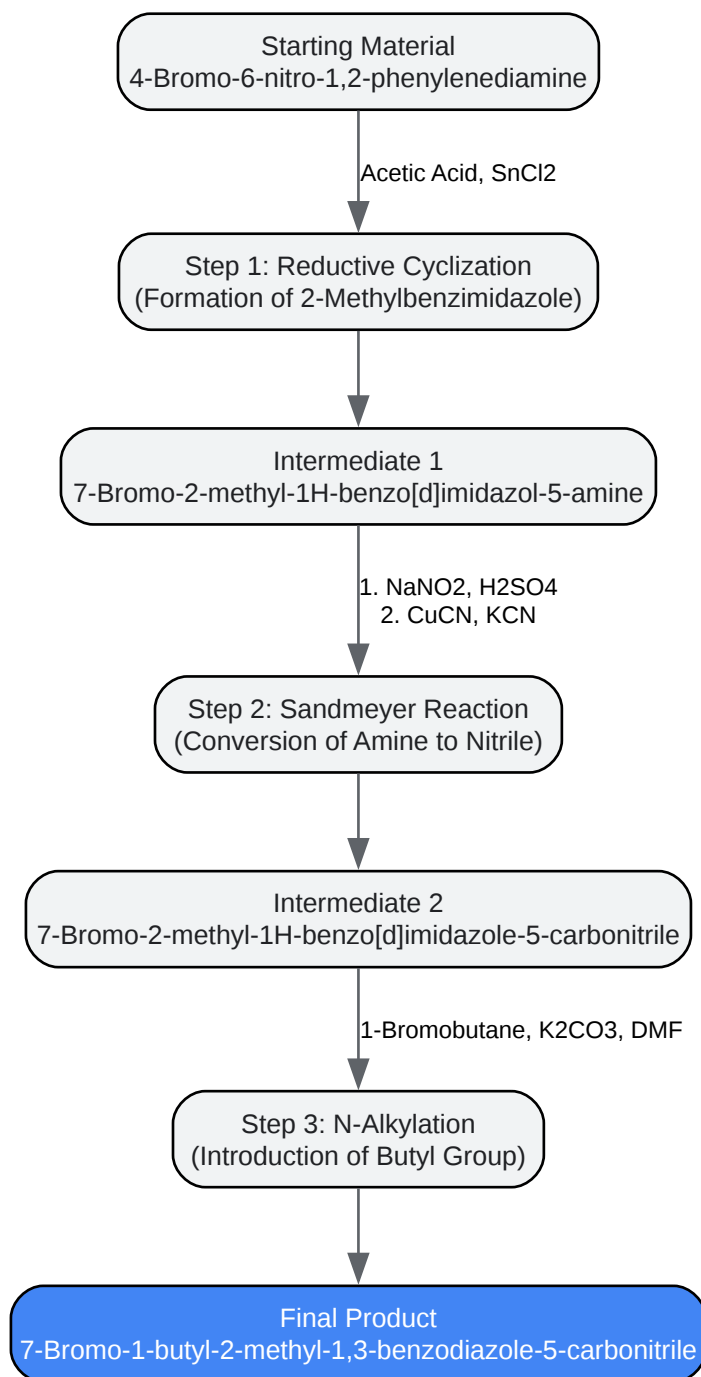 Starting Material
4-Bromo-6-nitro-1,2-phenylenediamine
Acetic Acid, SnCl2
Step 1: Reductive Cyclization
(Formation of 2-Methylbenzimidazole)
Intermediate 1
7-Bromo-2-methyl-1H-benzo[d]imidazol-5-amine
1. NaNO2, H2SO4
2. CuCN, KCN
Step 2: Sandmeyer Reaction
(Conversion of Amine to Nitrile)
Intermediate 2
7-Bromo-2-methyl-1H-benzo[d]imidazole-5-carbonitrile
1-Bromobutane, K2CO3, DMF
Step 3: N-Alkylation
(Introduction of Butyl Group)
Final Product
7-Bromo-1-butyl-2-methyl-1,3-benzodiazole-5-carbonitrile